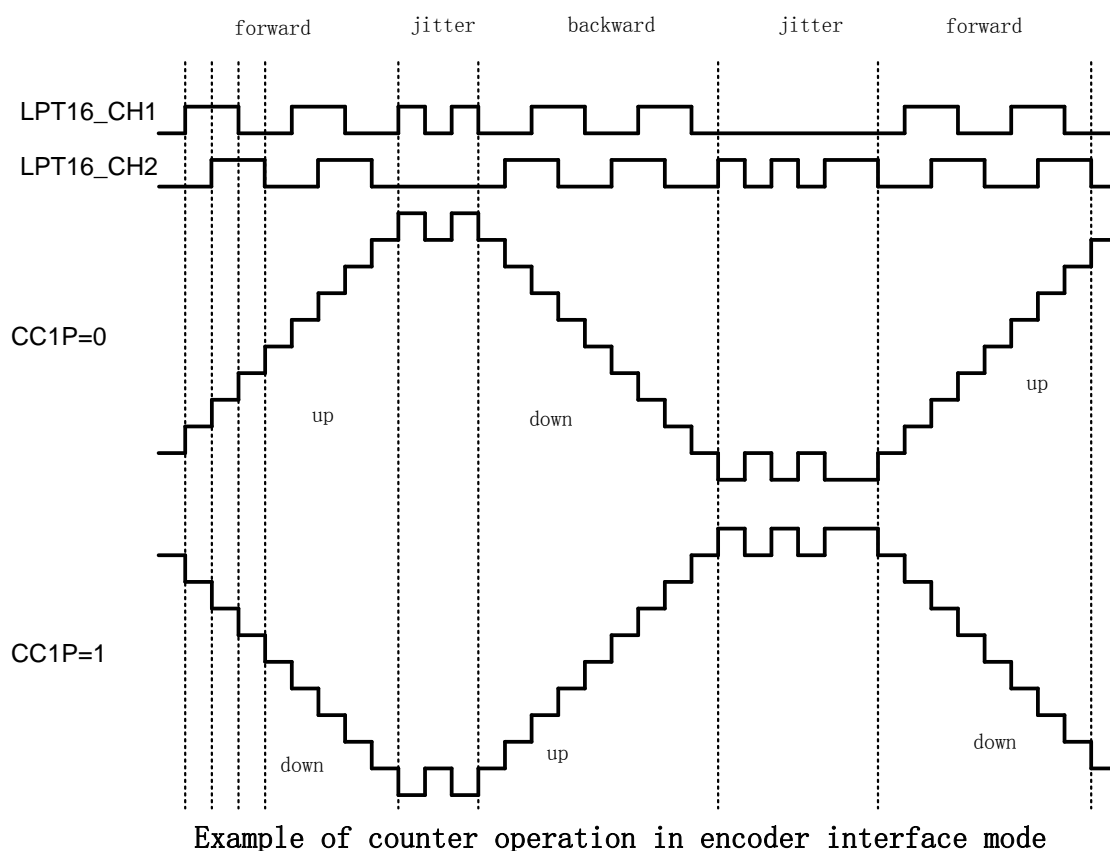 forward jitter backward jitter forward
LPT16_CH1
LPT16_CH2
CC1P=0
up down up
CC1P=1
down up down
Example of counter operation in encoder interface mode